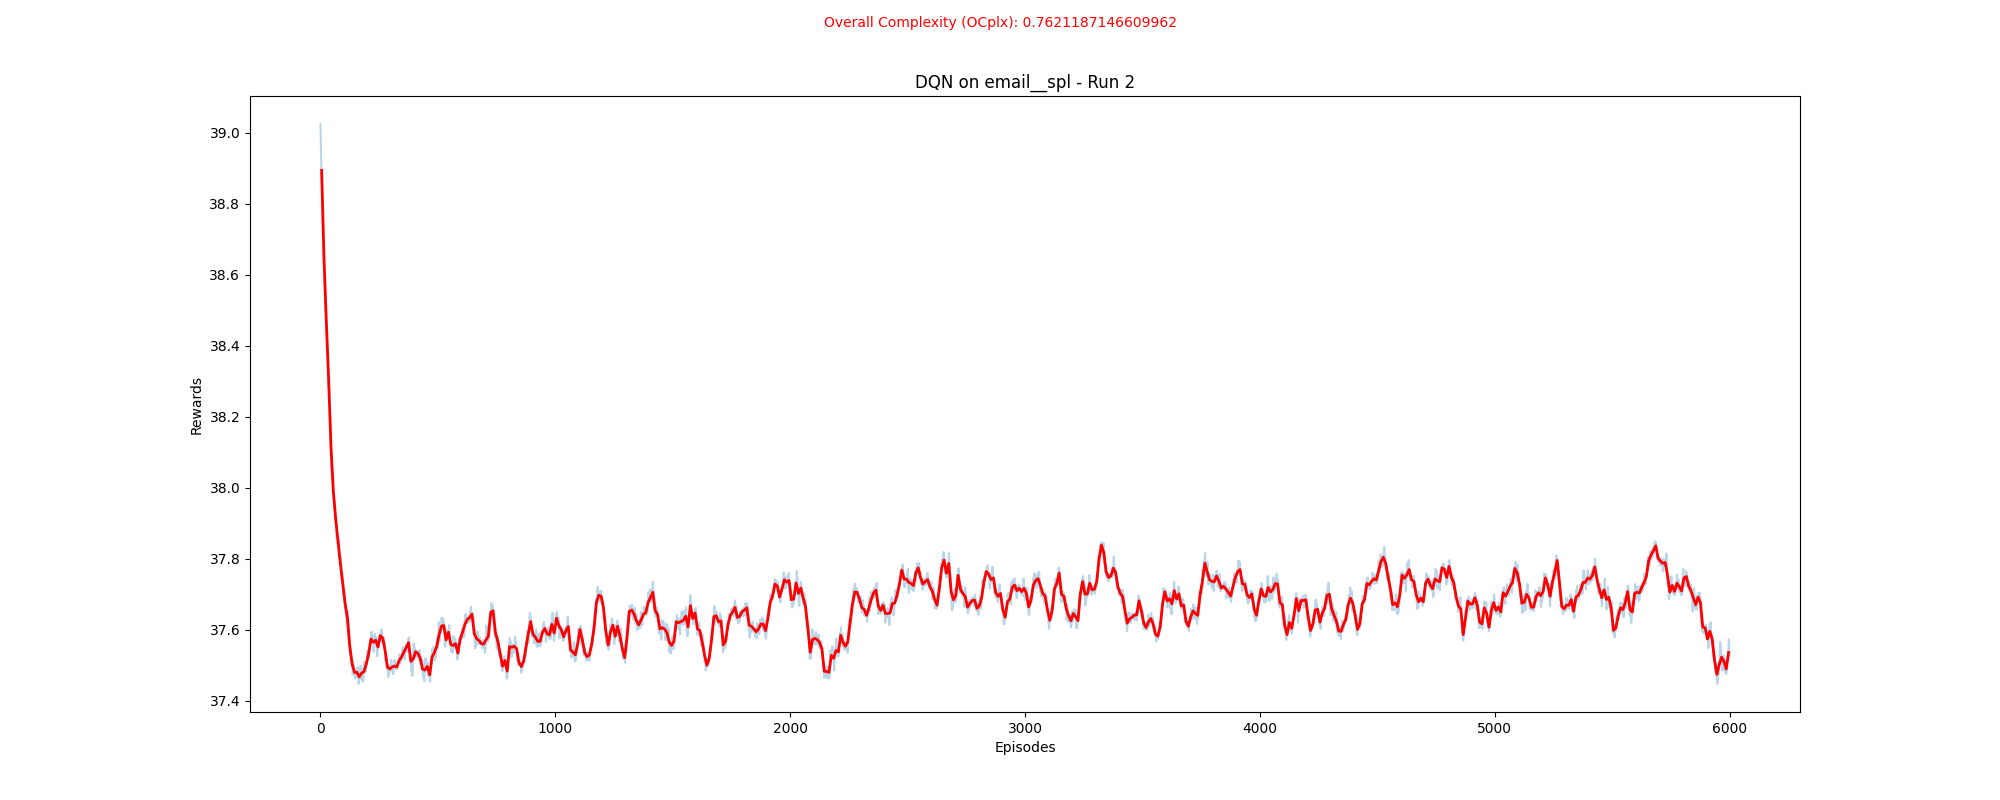 Overall Complexity (OCplx): 0.7621187146609962
DQN on email__spl - Run 2
39.0
38.8
38.6
38.4
38.2
38.0
37.8
37.6
37.4
Rewards
0 1000 2000 3000 4000 5000 6000
Episodes